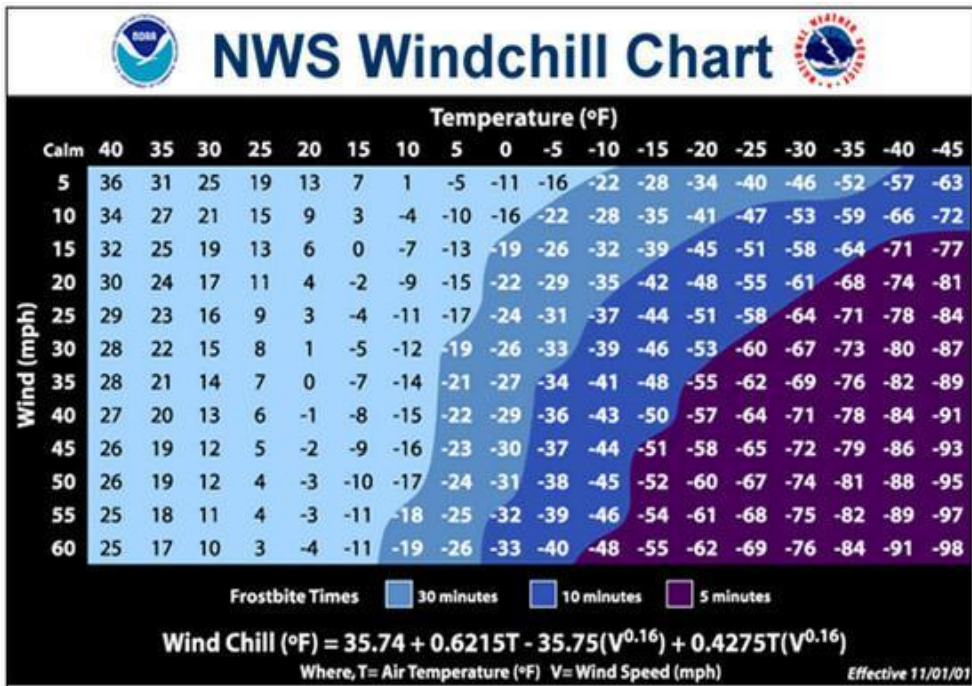 NOAA
NWS Windchill Chart
NATIONAL WEATHER SERVICE
Temperature (ºF)
Calm 40 35 30 25 20 15 10 5 0 -5 -10 -15 -20 -25 -30 -35 -40 -45
Wind (mph)
5 36 31 25 19 13 7 1 -5 -11 -16 -22 -28 -34 -40 -46 -52 -57 -63
10 34 27 21 15 9 3 -4 -10 -16 -22 -28 -35 -41 -47 -53 -59 -66 -72
15 32 25 19 13 6 0 -7 -13 -19 -26 -32 -39 -45 -51 -58 -64 -71 -77
20 30 24 17 11 4 -2 -9 -15 -22 -29 -35 -42 -48 -55 -61 -68 -74 -81
25 29 23 16 9 3 -4 -11 -17 -24 -31 -37 -44 -51 -58 -64 -71 -78 -84
30 28 22 15 8 1 -5 -12 -19 -26 -33 -39 -46 -53 -60 -67 -73 -80 -87
35 28 21 14 7 0 -7 -14 -21 -27 -34 -41 -48 -55 -62 -69 -76 -82 -89
40 27 20 13 6 -1 -8 -15 -22 -29 -36 -43 -50 -57 -64 -71 -78 -84 -91
45 26 19 12 5 -2 -9 -16 -23 -30 -37 -44 -51 -58 -65 -72 -79 -86 -93
50 26 19 12 4 -3 -10 -17 -24 -31 -38 -45 -52 -60 -67 -74 -81 -88 -95
55 25 18 11 4 -3 -11 -18 -25 -32 -39 -46 -54 -61 -68 -75 -82 -89 -97
60 25 17 10 3 -4 -11 -19 -26 -33 -40 -48 -55 -62 -69 -76 -84 -91 -98
Frostbite Times 30 minutes 10 minutes 5 minutes
Wind Chill (ºF) = 35.74 + 0.6215T - 35.75(V^0.16) + 0.4275T(V^0.16)
Where, T= Air Temperature (ºF) V= Wind Speed (mph)
Effective 11/01/01